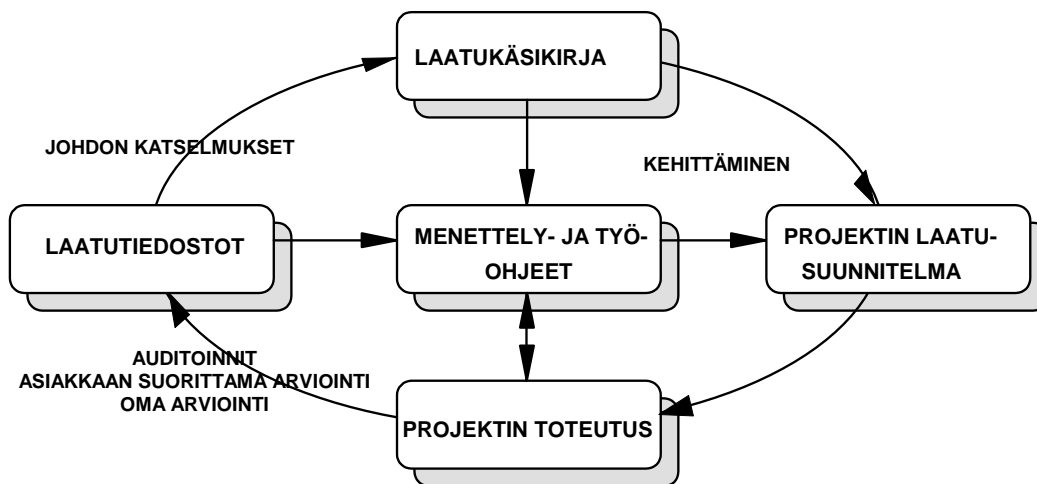 LAATUKÄSIKIRJA
JOHDON KATSELMUKSET
KEHITTÄMINEN
LAATUTIEDOSTOT
MENETTELY- JA TYÖ-
OHJEET
PROJEKTIN LAATU-
SUUNNITELMA
AUDITOINNIT
ASIAKKAAN SUORITTAMA ARVIOINTI
OMA ARVIOINTI
PROJEKTIN TOTEUTUS